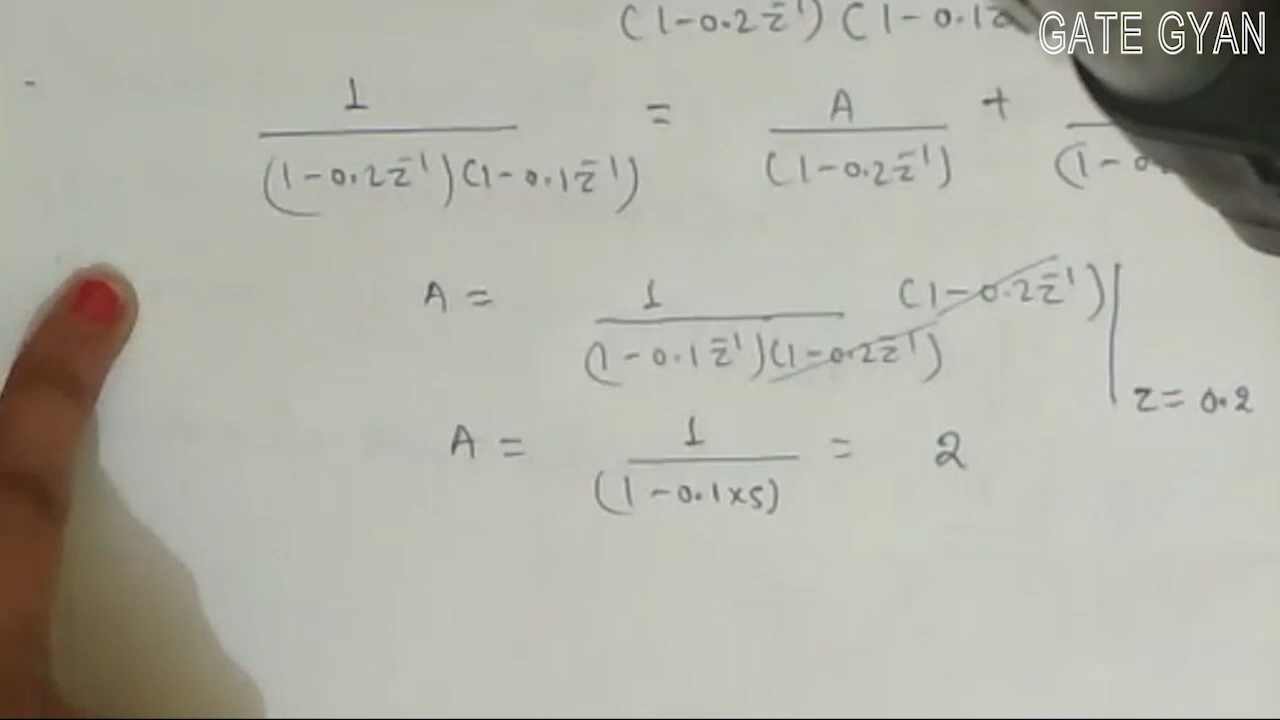 (1-0.2z̄¹) (1-0.1z̄
GATE GYAN
1
(1-0.2z̄¹)(1-0.1z̄¹)
=
A
(1-0.2z̄¹)
+
(1-0.
A =
1
(1-0.1z̄¹)(1-0.2z̄¹)
(1-0.2z̄¹)
z=0.2
A =
1
(1-0.1×5)
= 2